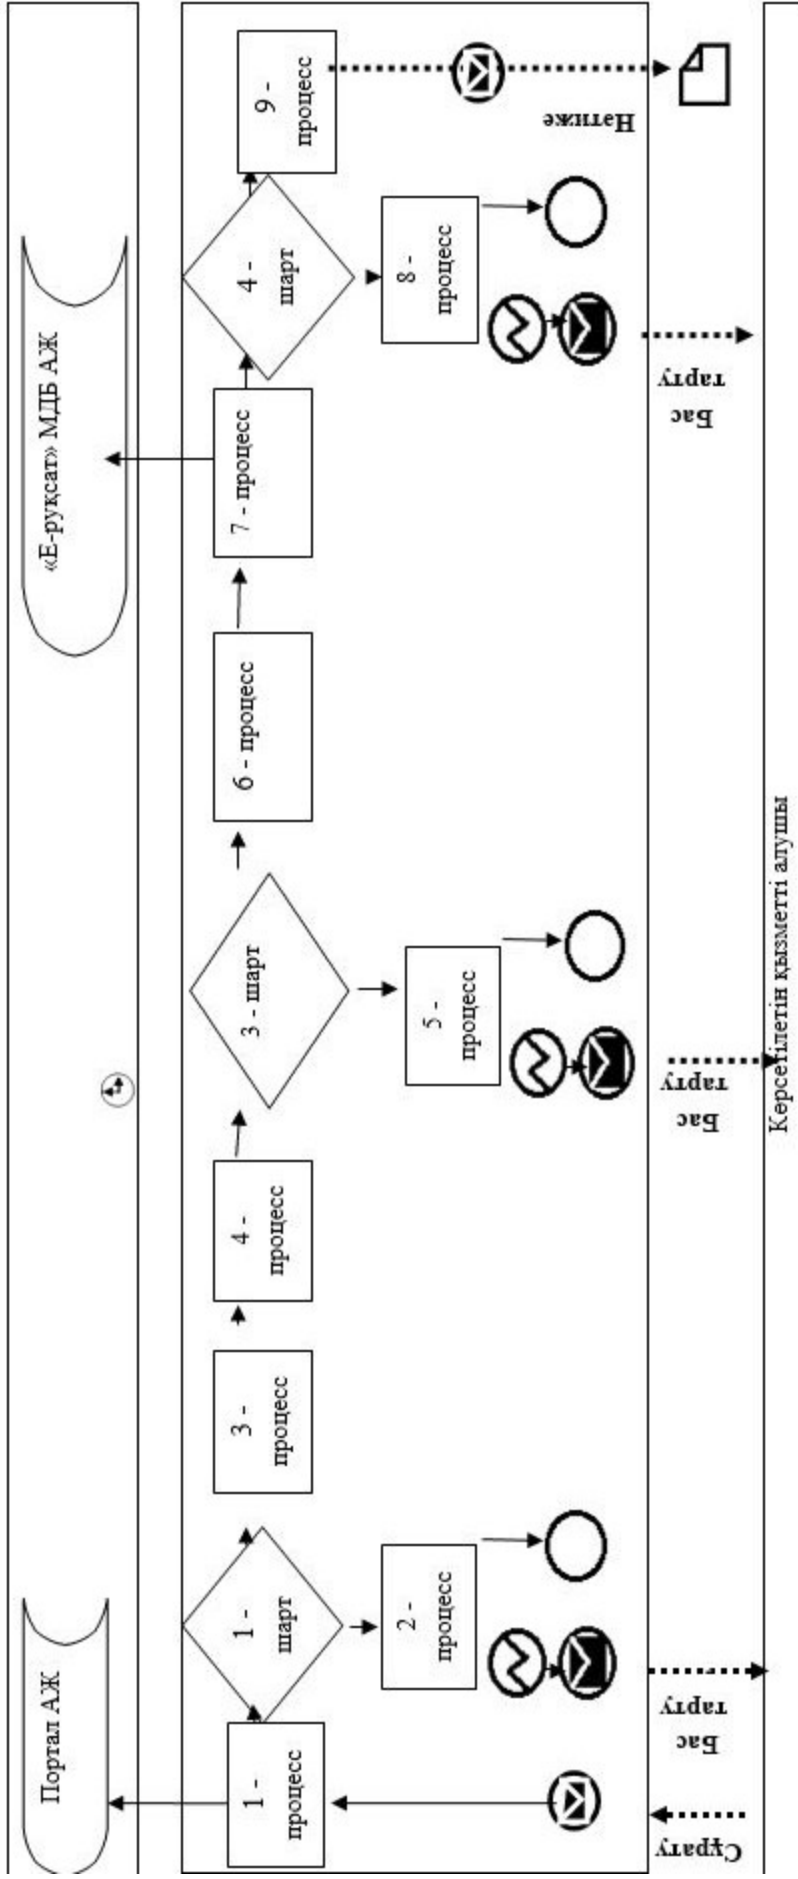 Портал АЖ
«Е-руқсат» МДБ АЖ
1 -
процесс
1 -
шарт
2 -
процесс
3 -
процесс
4 -
процесс
3 - шарт
5 -
процесс
6 - процесс
7 - процесс
4 -
шарт
8 -
процесс
9 -
процесс
Сұрату
Бас
тарту
Бас
тарту
Бас
тарту
Нәтиже
Көрсетілетін қызметті алушы